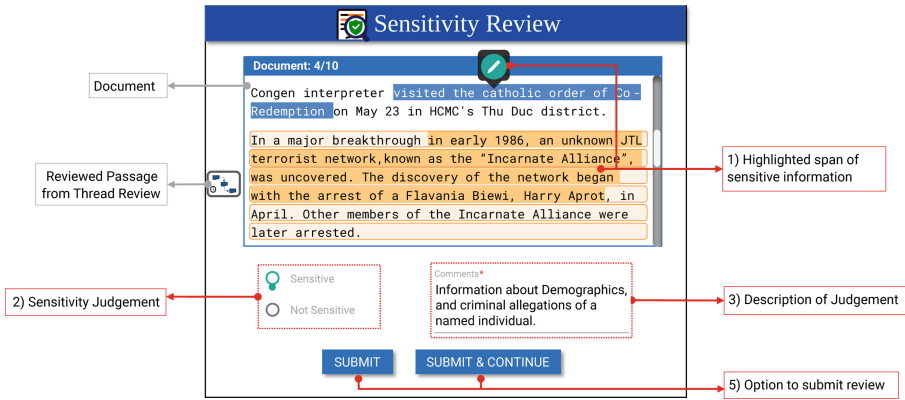 Sensitivity Review
Document: 4/10
Document
Congen interpreter visited the catholic order of Co-
Redemption on May 23 in HCMC's Thu Duc district.
In a major breakthrough in early 1986, an unknown JTL
terrorist network,known as the “Incarnate Alliance”,
was uncovered. The discovery of the network began
with the arrest of a Flavania Biewi, Harry Aprot, in
April. Other members of the Incarnate Alliance were
later arrested.
Reviewed Passage
from Thread Review
1) Highlighted span of
sensitive information
2) Sensitivity Judgement
Sensitive
Not Sensitive
Comments*
Information about Demographics,
and criminal allegations of a
named individual.
3) Description of Judgement
SUBMIT
SUBMIT & CONTINUE
5) Option to submit review